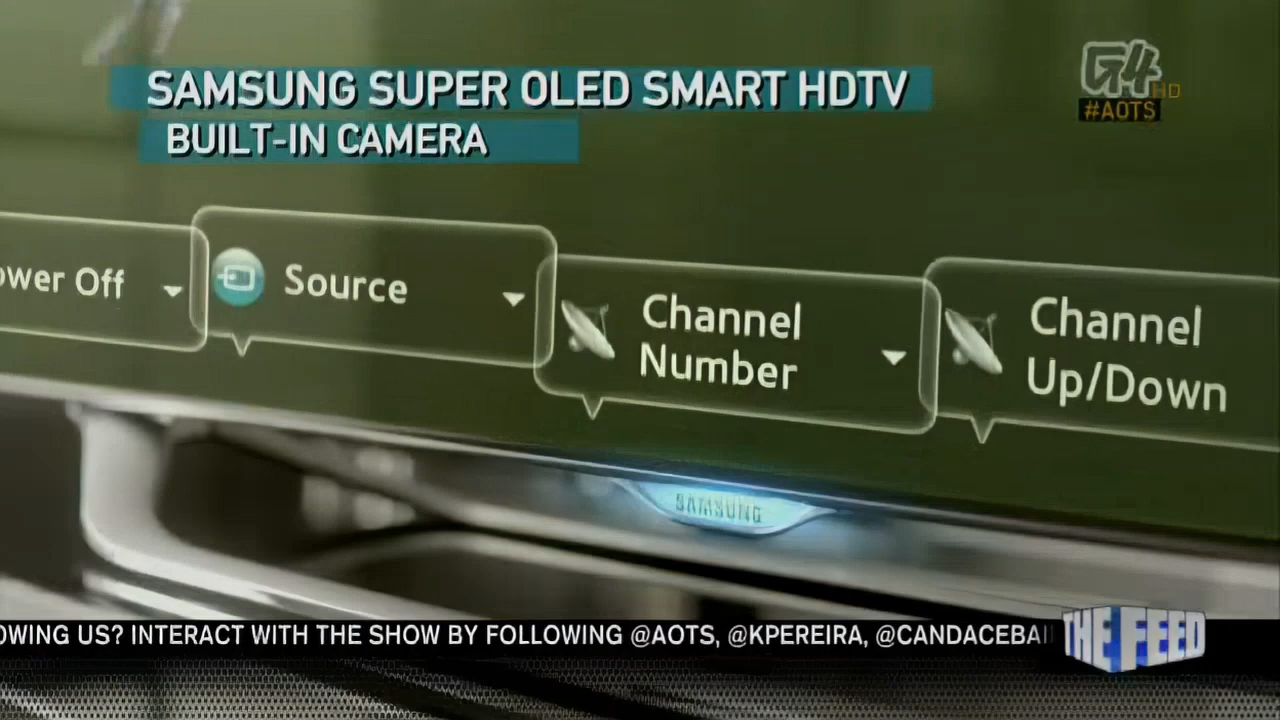 SAMSUNG SUPER OLED SMART HDTV
BUILT-IN CAMERA
G4
HD
#AOTS
ower Off
Source
Channel
Number
Channel
Up/Down
SAMSUNG
OWING US? INTERACT WITH THE SHOW BY FOLLOWING @AOTS, @KPEREIRA, @CANDACEBAI
THE FEED